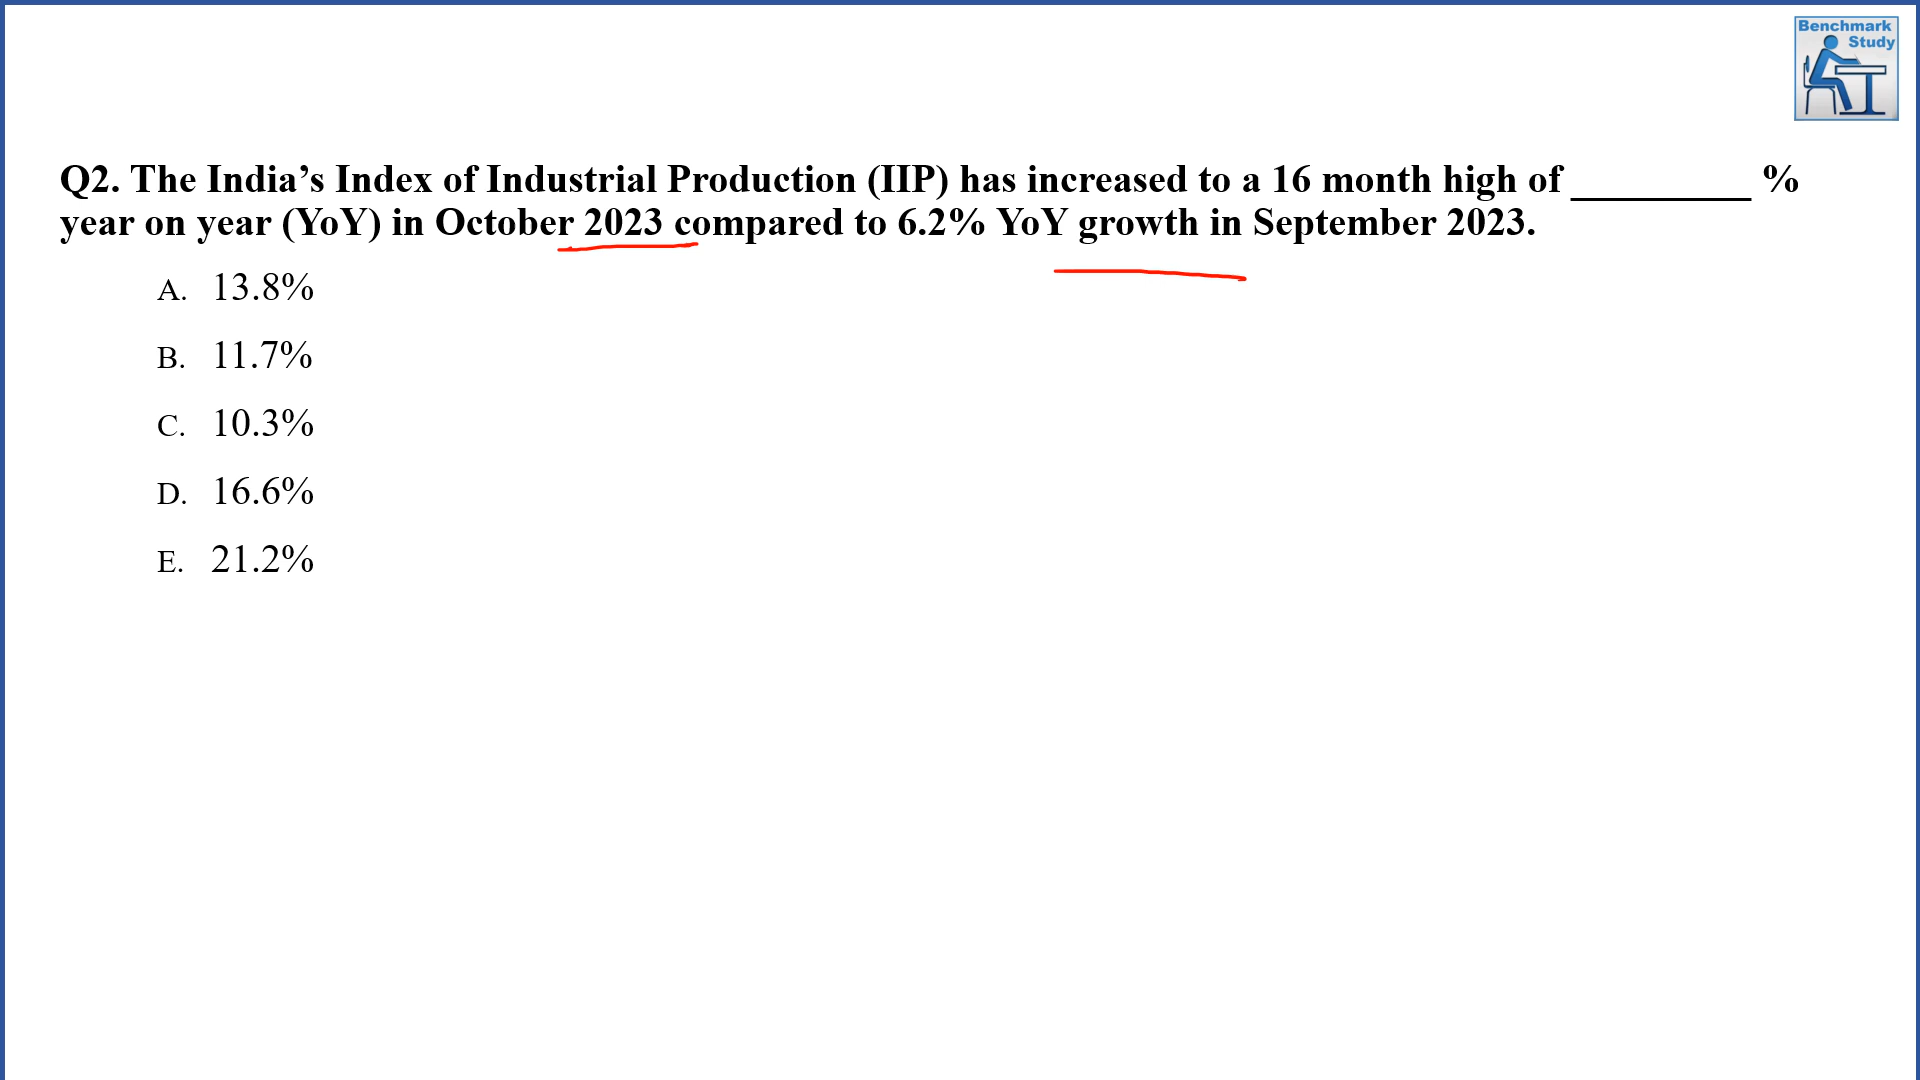 Benchmark
Study
Q2. The India’s Index of Industrial Production (IIP) has increased to a 16 month high of _________ %
year on year (YoY) in October 2023 compared to 6.2% YoY growth in September 2023.
A. 13.8%
B. 11.7%
C. 10.3%
D. 16.6%
E. 21.2%